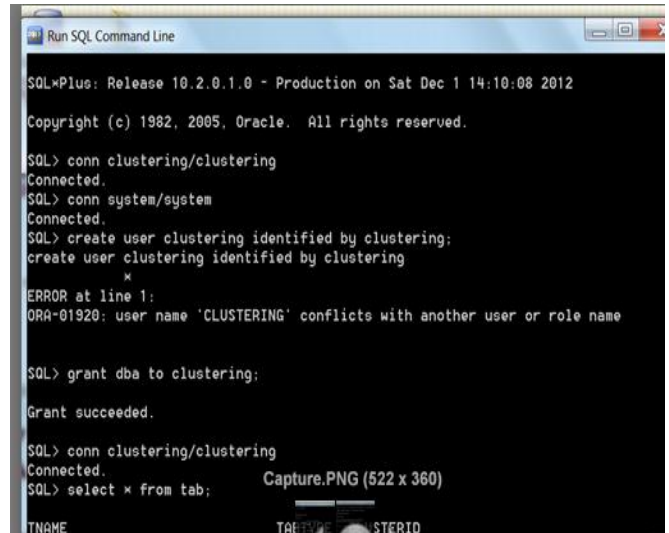 Run SQL Command Line
SQL*Plus: Release 10.2.0.1.0 - Production on Sat Dec 1 14:10:08 2012
Copyright (c) 1982, 2005, Oracle.  All rights reserved.
SQL> conn clustering/clustering
Connected.
SQL> conn system/system
Connected.
SQL> create user clustering identified by clustering;
create user clustering identified by clustering
*
ERROR at line 1:
ORA-01920: user name 'CLUSTERING' conflicts with another user or role name
SQL> grant dba to clustering;
Grant succeeded.
SQL> conn clustering/clustering
Connected.
Capture.PNG (522 x 360)
SQL> select * from tab;
TNAME